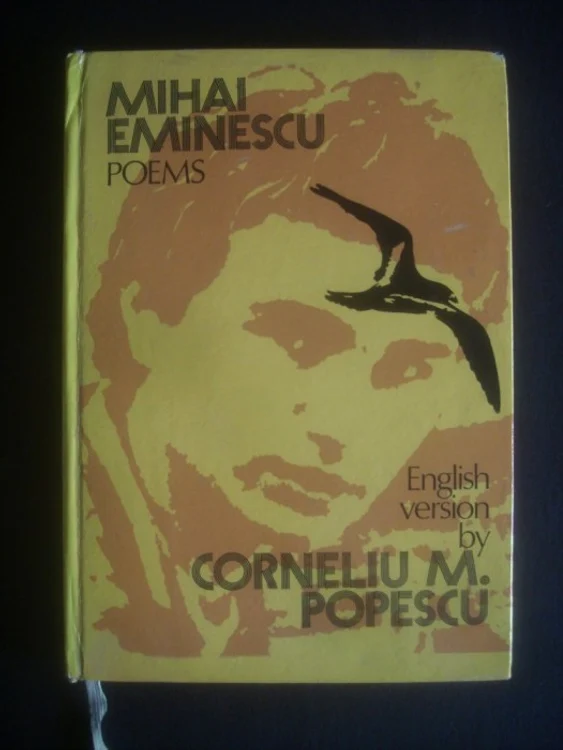 MIHAI
EMINESCU
POEMS
English
version
by
CORNELIU M.
POPESCU